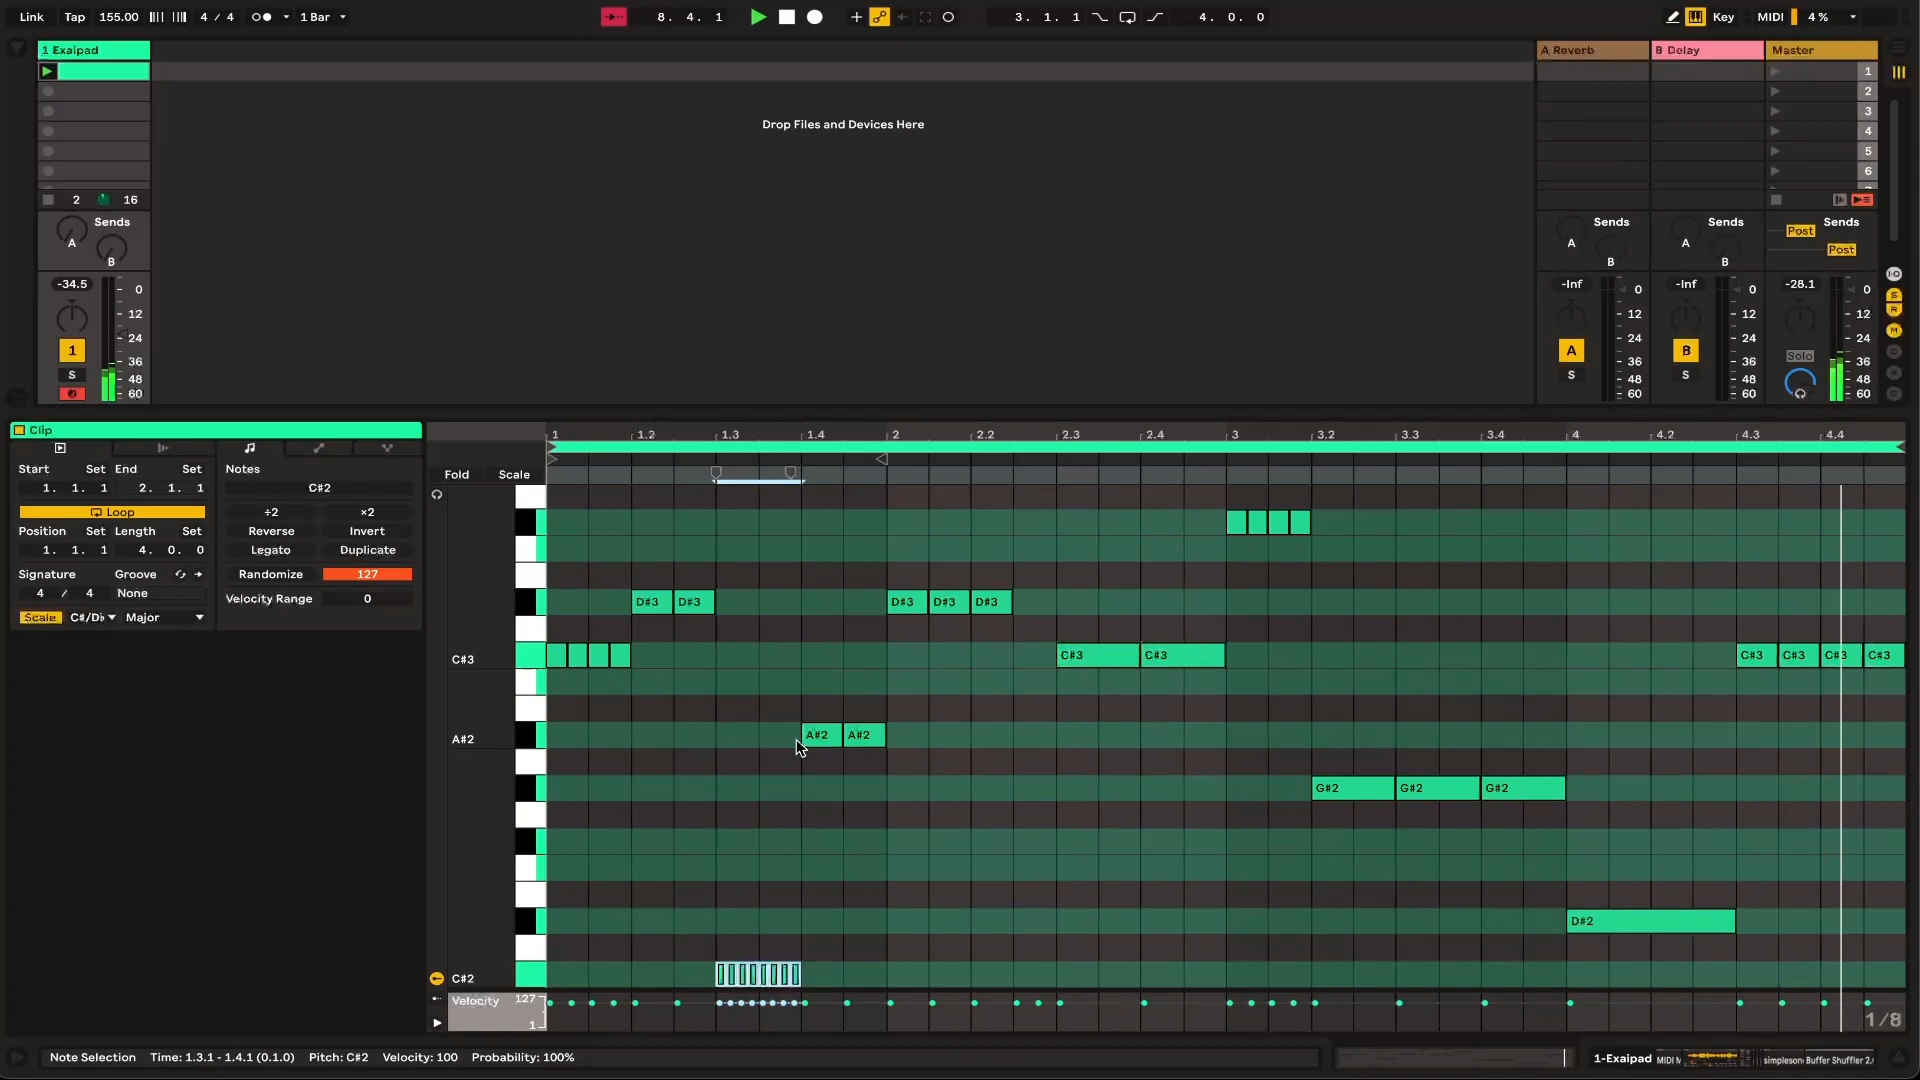 Link Tap 155.00 4 / 4 1 Bar 8. 4. 1 3. 1. 1 4. 0. 0 Key MIDI 4 %
1 Exaipad A Reverb B Delay Master
1
2
Drop Files and Devices Here
3
4
5
6
2 16
Sends Sends Sends Sends
A A A Post
B B B Post
-34.5 -Inf -Inf -28.1
0 0 0 0
12 12 12 12
24 24 24 24
1 A B Solo
36 36 36 36
S S S
48 48 48 48
60 60 60 60
Clip
1 1.2 1.3 1.4 2 2.2 2.3 2.4 3 3.2 3.3 3.4 4 4.2 4.3 4.4
Start Set End Set Notes
Fold Scale
1. 1. 1 2. 1. 1 C#2
Loop ÷2 ×2
Position Set Length Set Reverse Invert
1. 1. 1 4. 0. 0 Legato Duplicate
Signature Groove Randomize 127
4 / 4 None Velocity Range 0
Scale C#/D♭ Major
D#3 D#3 D#3 D#3 D#3
C#3 C#3 C#3 C#3 C#3 C#3 C#3
A#2 A#2 A#2
G#2 G#2 G#2
D#2
C#2
Velocity 127
1
1/8
Note Selection Time: 1.3.1 - 1.4.1 (0.1.0) Pitch: C#2 Velocity: 100 Probability: 100% 1-Exaipad MIDI M simpleson Buffer Shuffler 2.